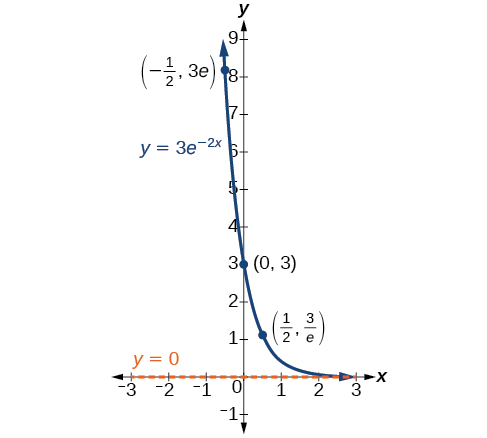 y
9
(−1/2, 3e)
8
7
y = 3e^−2x
6
5
4
3 (0, 3)
2
(1/2, 3/e)
1
y = 0
x
−3 −2 −1 0 1 2 3
−1